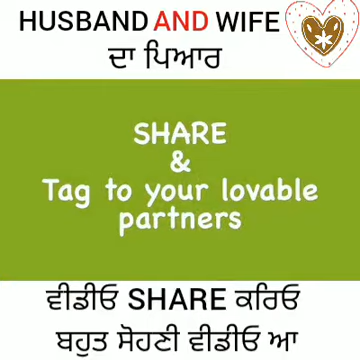 HUSBAND AND WIFE
ਦਾ ਪਿਆਰ
SHARE
&
Tag to your lovable
partners
ਵੀਡੀਓ SHARE ਕਰਿਓ
ਬਹੁਤ ਸੋਹਣੀ ਵੀਡੀਓ ਆ